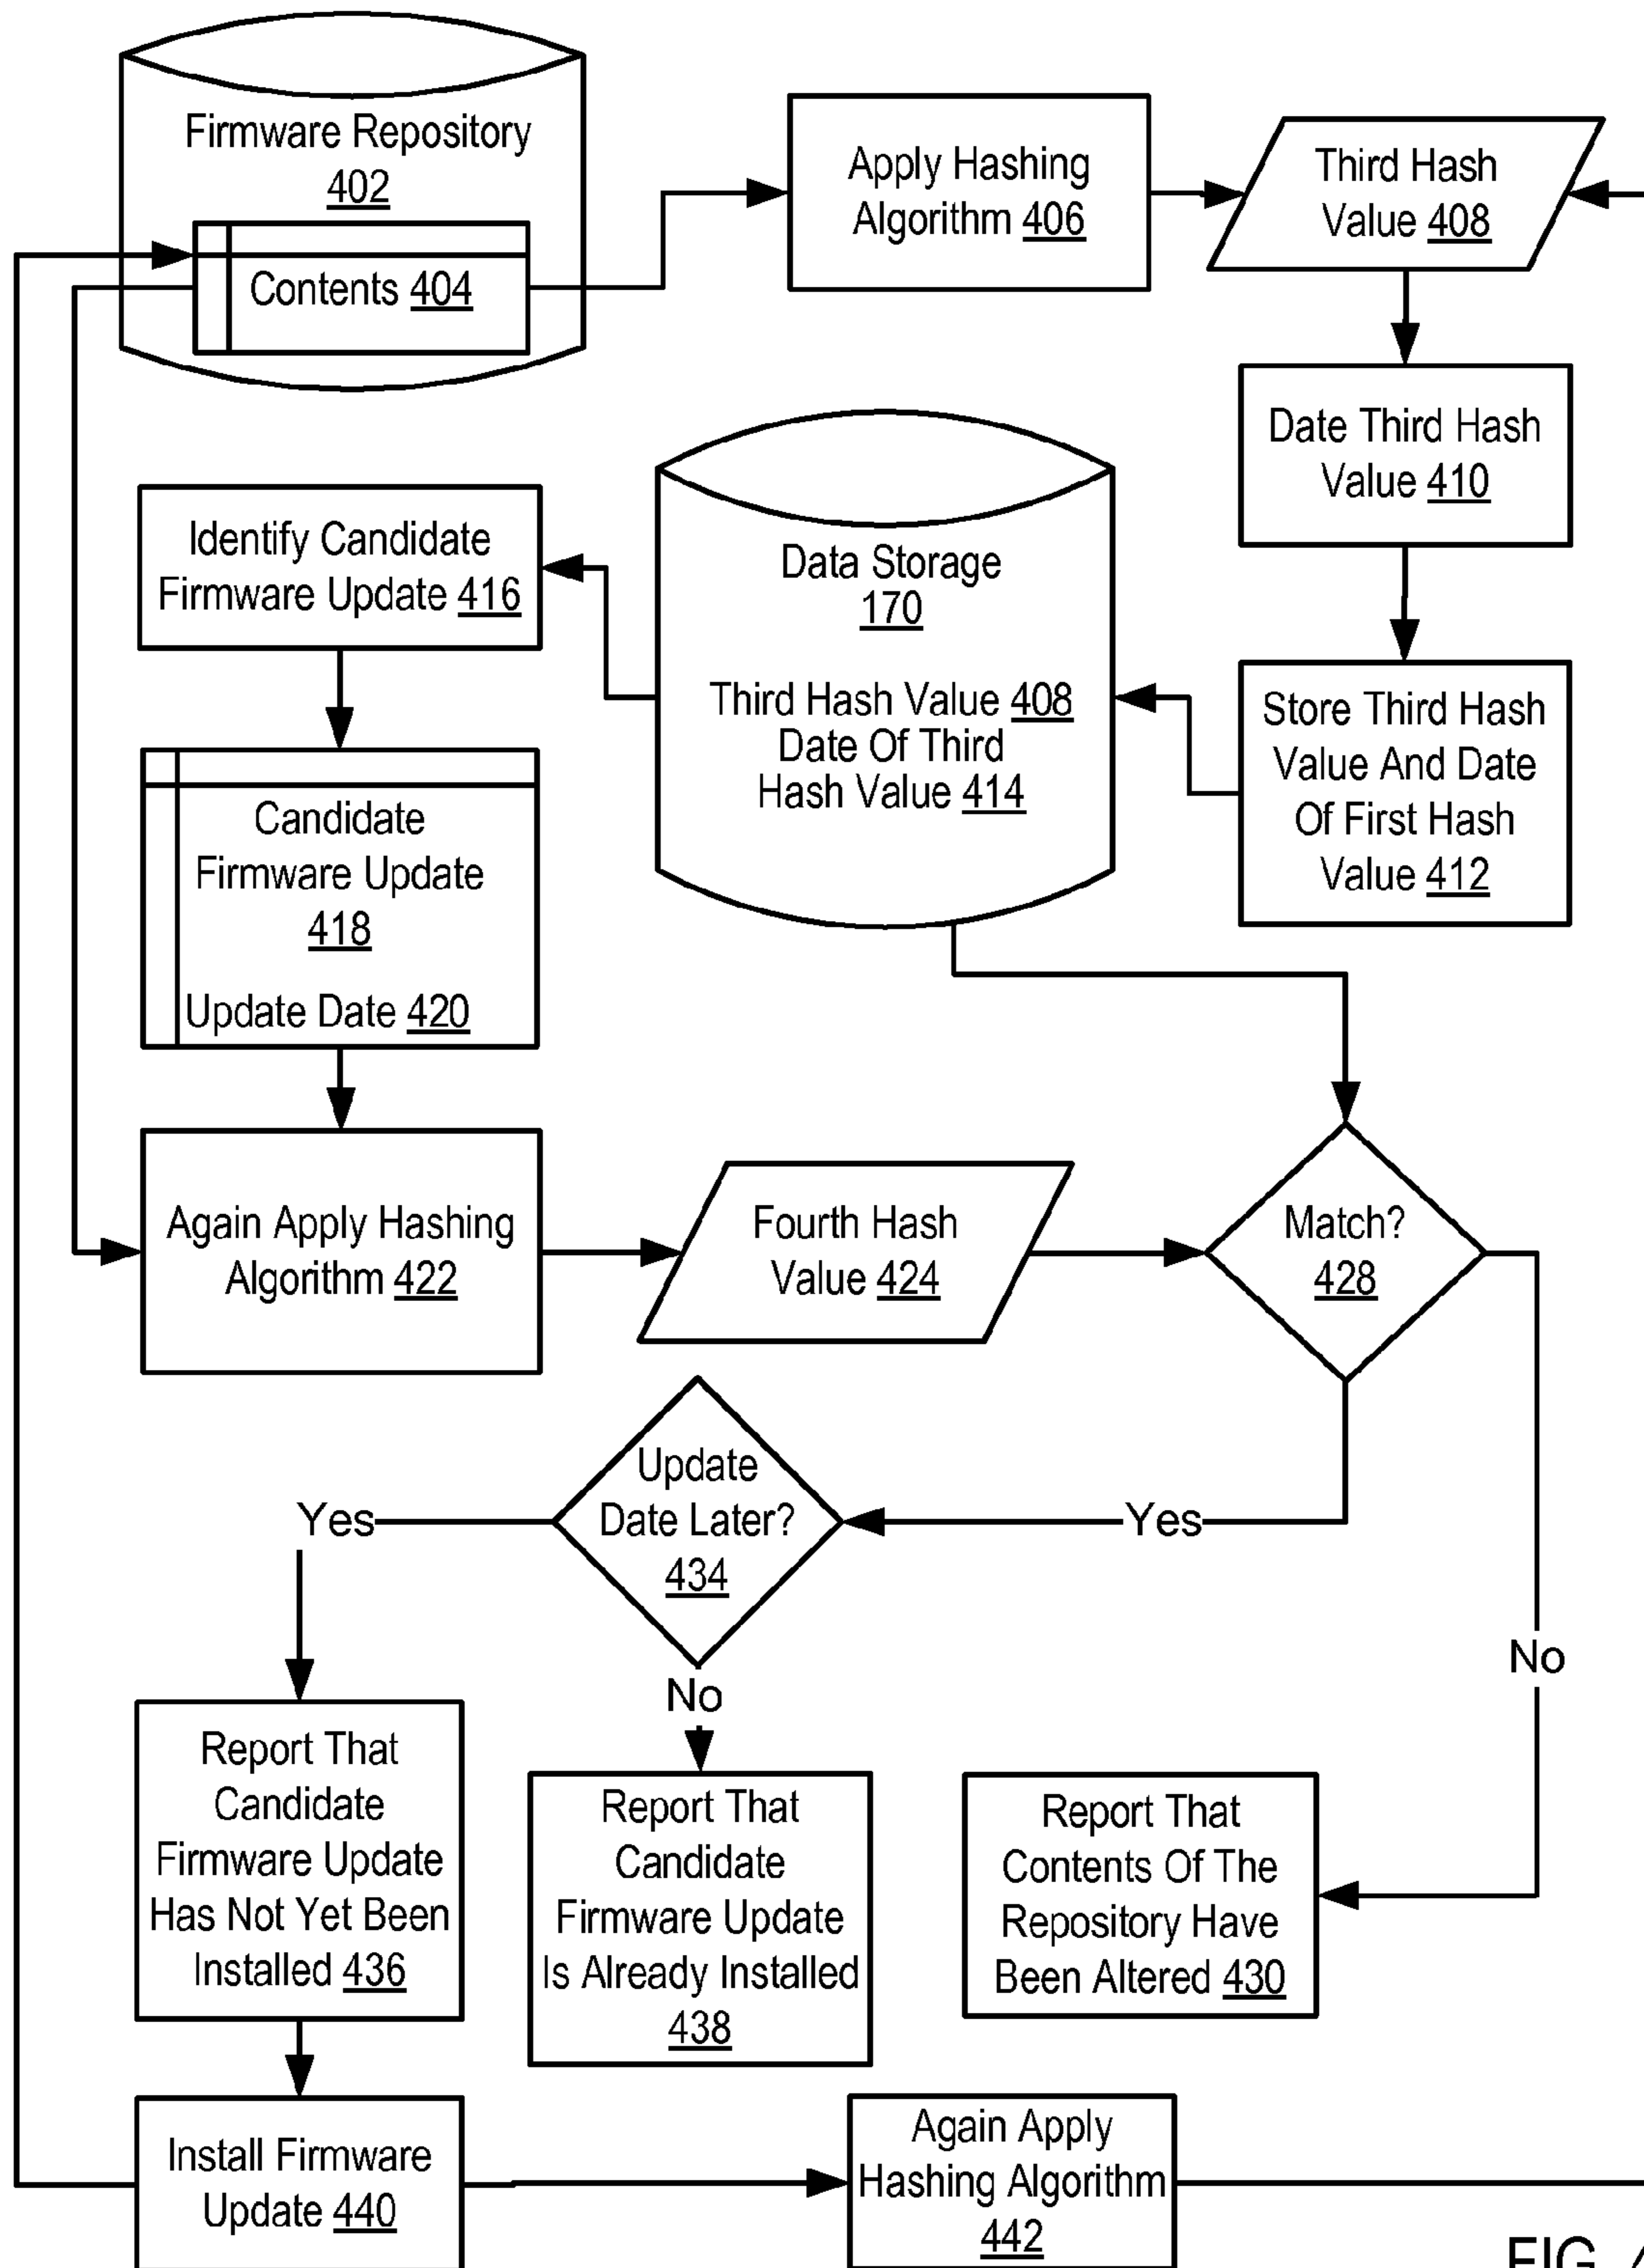 Firmware Repository
402
Contents 404
Apply Hashing
Algorithm 406
Third Hash
Value 408
Date Third Hash
Value 410
Store Third Hash
Value And Date
Of First Hash
Value 412
Data Storage
170
Third Hash Value 408
Date Of Third
Hash Value 414
Identify Candidate
Firmware Update 416
Candidate
Firmware Update
418
Update Date 420
Again Apply Hashing
Algorithm 422
Fourth Hash
Value 424
Match?
428
Yes
No
Update
Date Later?
434
Yes
No
Report That
Candidate
Firmware Update
Has Not Yet Been
Installed 436
Report That
Candidate
Firmware Update
Is Already Installed
438
Report That
Contents Of The
Repository Have
Been Altered 430
Install Firmware
Update 440
Again Apply
Hashing Algorithm
442
FIG. 4